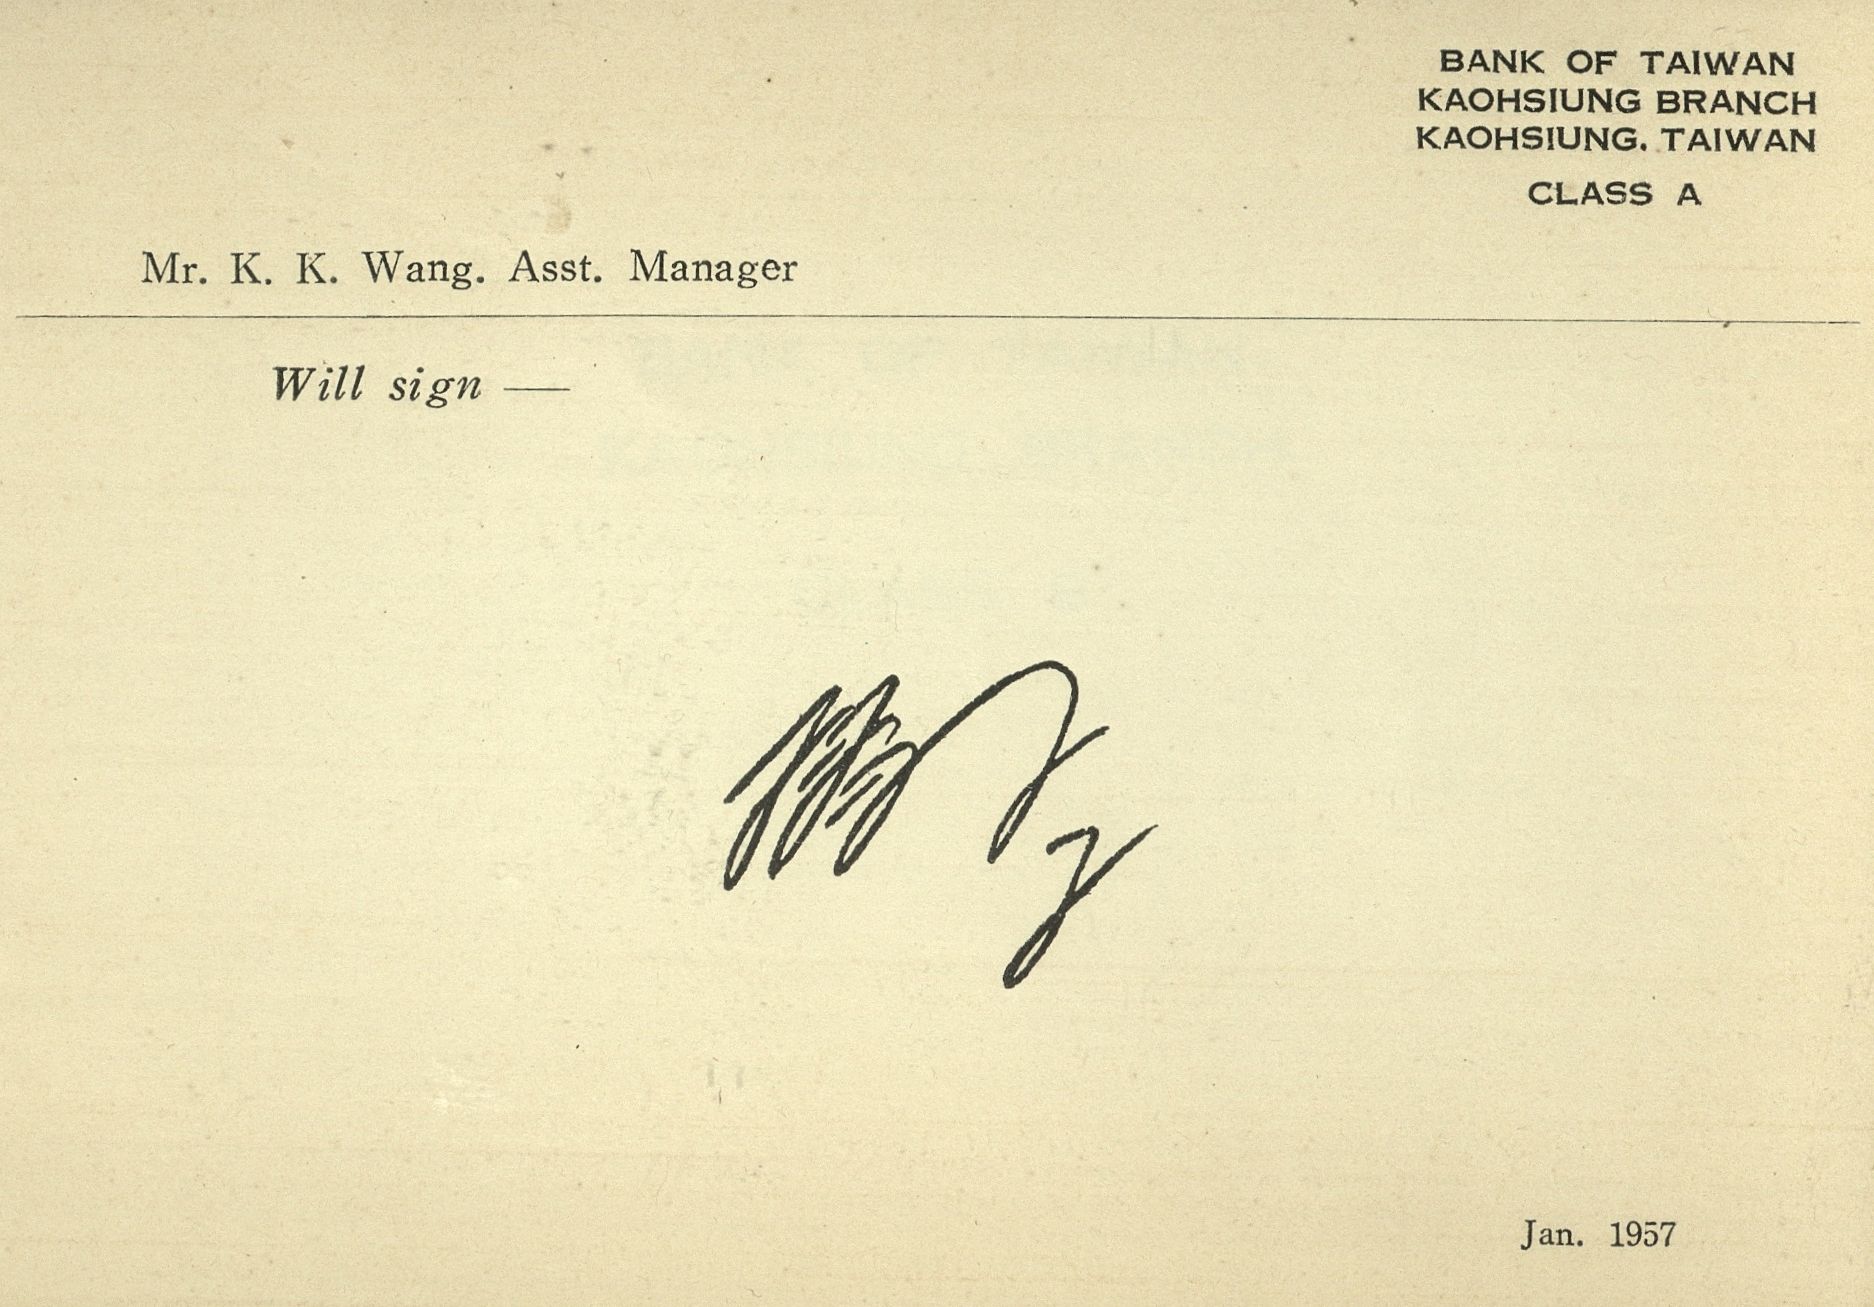 BANK OF TAIWAN
KAOHSIUNG BRANCH
KAOHSIUNG. TAIWAN
CLASS A
Mr. K. K. Wang. Asst. Manager
Will sign —
Jan. 1957